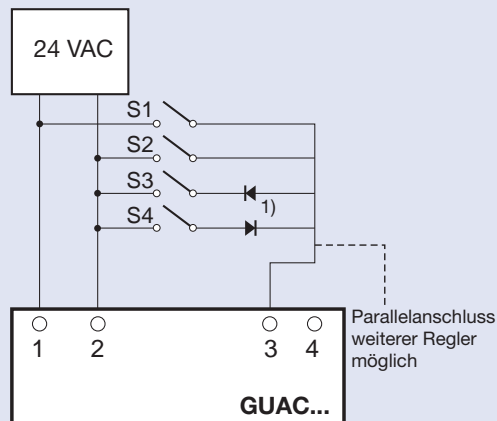 24 VAC
S1
S2
S3
1)
S4
1 2 3 4
Parallelanschluss
weiterer Regler
möglich
GUAC...